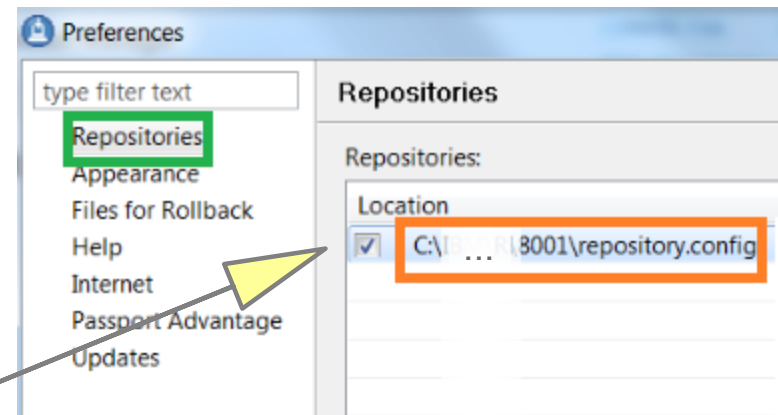 Preferences
type filter text
Repositories
Appearance
Files for Rollback
Help
Internet
Passport Advantage
Updates
Repositories
Repositories:
Location
C:\ ... \8001\repository.config